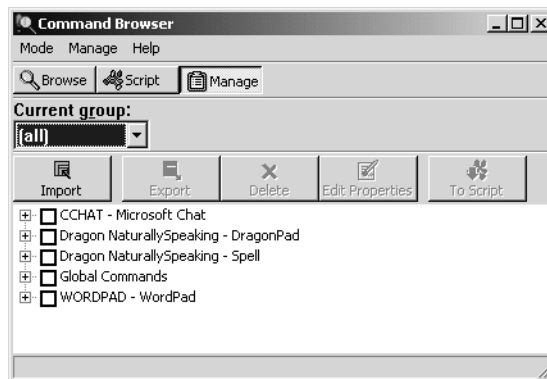 Command Browser
Mode Manage Help
Browse Script Manage
Current group:
(all)
Import Export Delete Edit Properties To Script
CCHAT - Microsoft Chat
Dragon NaturallySpeaking - DragonPad
Dragon NaturallySpeaking - Spell
Global Commands
WORDPAD - WordPad